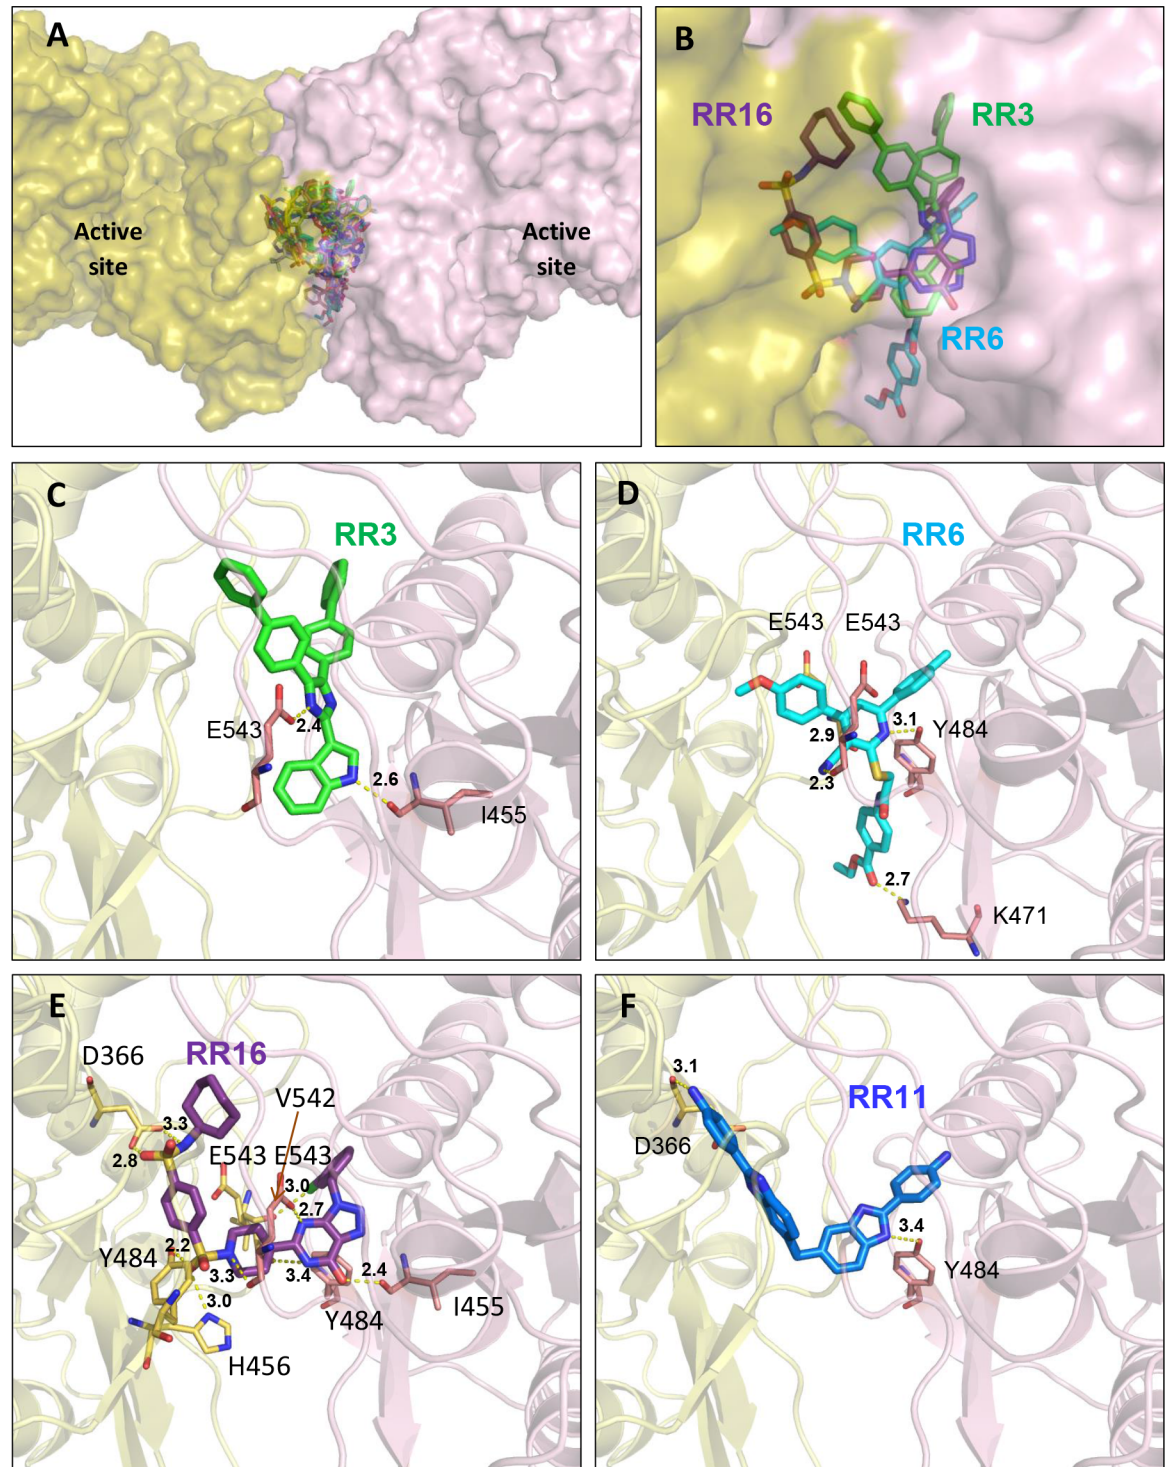 A
Active
site
Active
site
B
RR16
RR3
RR6
C
RR3
E543
2.4
2.6
I455
D
RR6
E543
E543
3.1
Y484
2.9
2.3
2.7
K471
E
D366
RR16
V542
3.3
2.8
E543
E543
3.0
2.7
Y484
2.2
3.3
3.4
2.4
3.0
Y484
I455
H456
F
3.1
RR11
D366
3.4
Y484